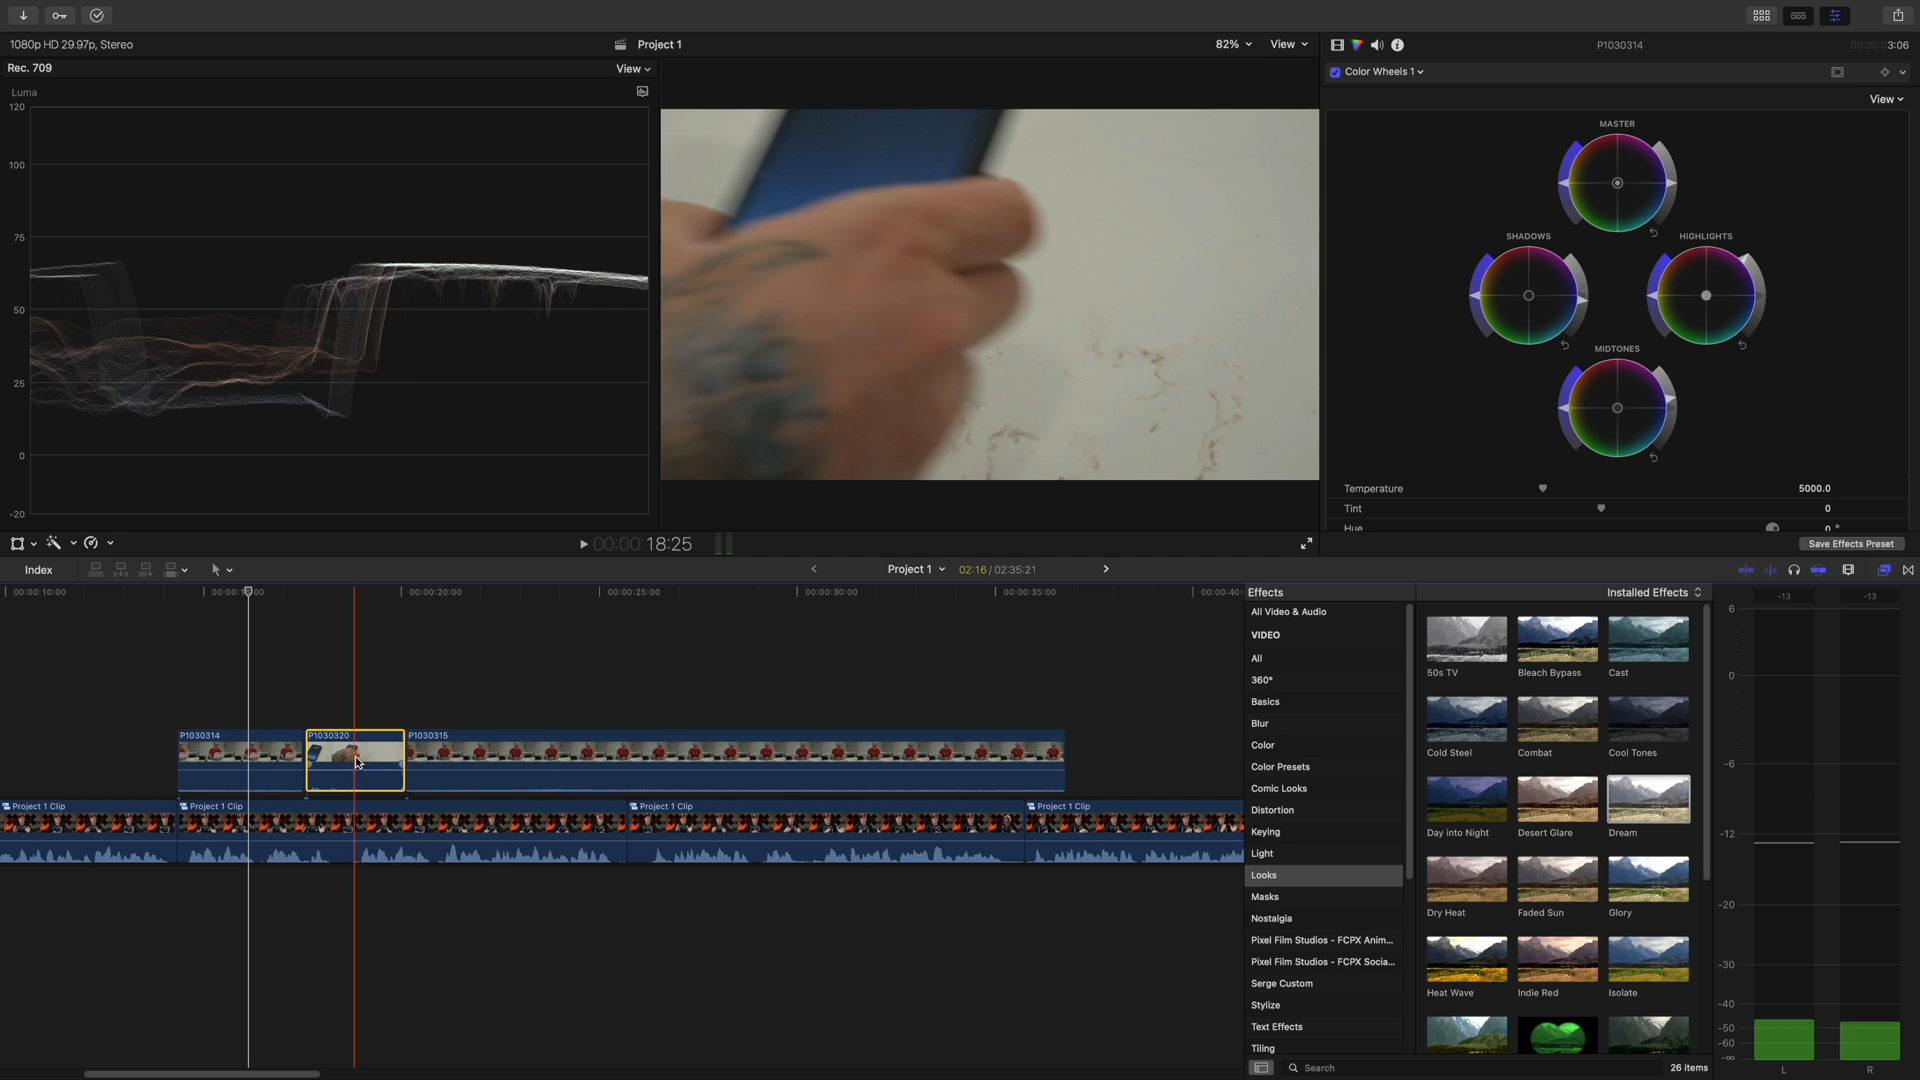 1080p HD 29.97p, Stereo
Project 1
82%
View
P1030314
00:00:03:06
Rec. 709
View
Color Wheels 1
View
Luma
120
100
75
50
25
0
-20
MASTER
SHADOWS
HIGHLIGHTS
MIDTONES
Temperature
5000.0
Tint
0
Hue
0 °
00:00:18:25
Save Effects Preset
Index
Project 1
02:16 / 02:35:21
00:00:10:00
00:00:20:00
00:00:25:00
00:00:30:00
00:00:35:00
P1030314
P1030320
P1030315
Project 1 Clip
Project 1 Clip
Project 1 Clip
Project 1 Clip
Effects
Installed Effects
All Video & Audio
VIDEO
All
360°
Basics
Blur
Color
Color Presets
Comic Looks
Distortion
Keying
Light
Looks
Masks
Nostalgia
Pixel Film Studios - FCPX Anim...
Pixel Film Studios - FCPX Socia...
Serge Custom
Stylize
Text Effects
Tiling
50s TV
Bleach Bypass
Cast
Cold Steel
Combat
Cool Tones
Day into Night
Desert Glare
Dream
Dry Heat
Faded Sun
Glory
Heat Wave
Indie Red
Isolate
Search
26 items
-13
-13
6
0
-6
-12
-20
-30
-40
-50
-60
-∞
L
R